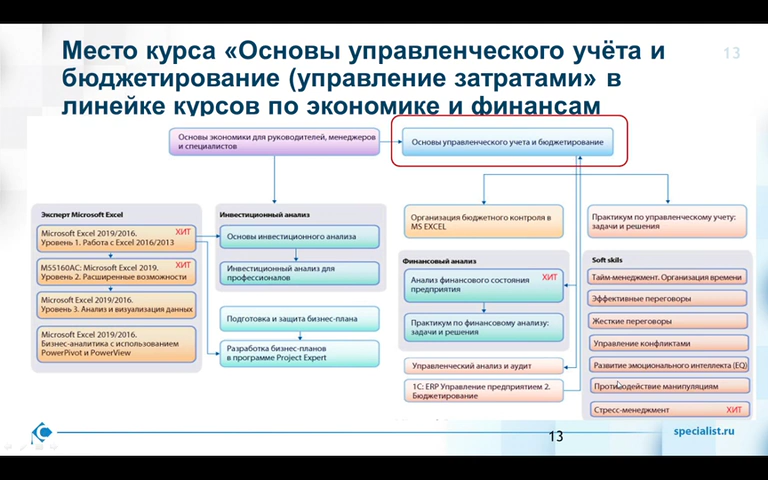 Место курса «Основы управленческого учёта и
бюджетирование (управление затратами» в
линейке курсов по экономике и финансам
13
Основы экономики для руководителей, менеджеров
и специалистов
Основы управленческого учета и бюджетирование
Эксперт Microsoft Excel
Microsoft Excel 2019/2016.
Уровень 1. Работа с Excel 2016/2013
ХИТ
M55160AC: Microsoft Excel 2019.
Уровень 2. Расширенные возможности
ХИТ
Microsoft Excel 2019/2016.
Уровень 3. Анализ и визуализация данных
Microsoft Excel 2019/2016.
Бизнес-аналитика с использованием
PowerPivot и PowerView
Инвестиционный анализ
Основы инвестиционного анализа
Инвестиционный анализ для
профессионалов
Подготовка и защита бизнес-плана
Разработка бизнес-планов
в программе Project Expert
Организация бюджетного контроля в
MS EXCEL
Финансовый анализ
Анализ финансового состояния
предприятия
ХИТ
Практикум по финансовому анализу:
задачи и решения
Управленческий анализ и аудит
1С: ERP Управление предприятием 2.
Бюджетирование
Практикум по управленческому учету:
задачи и решения
Soft skils
Тайм-менеджмент. Организация времени
Эффективные переговоры
Жесткие переговоры
Управление конфликтами
Развитие эмоционального интеллекта (EQ)
Противодействие манипуляциям
Стресс-менеджмент
ХИТ
13
specialist.ru